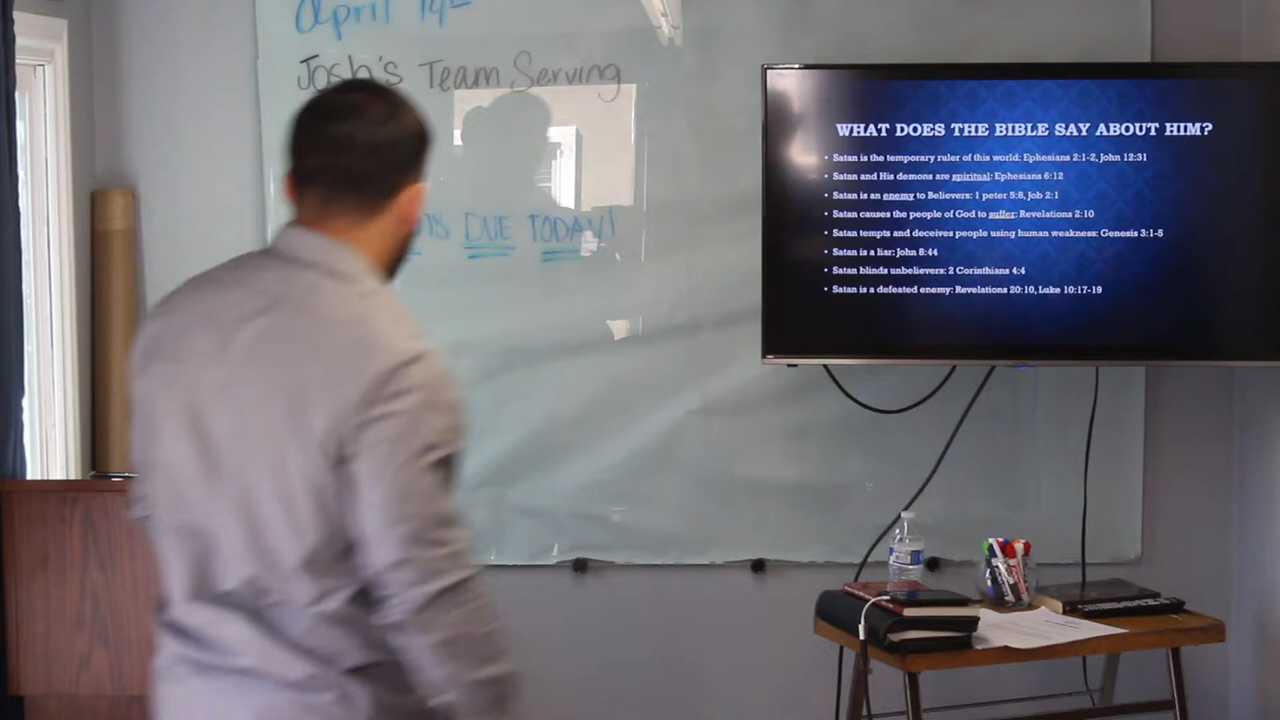 April 14th
Josh's Team Serving
DUE TODAY!
WHAT DOES THE BIBLE SAY ABOUT HIM?
• Satan is the temporary ruler of this world: Ephesians 2:1-2, John 12:31
• Satan and His demons are spiritual: Ephesians 6:12
• Satan is an enemy to Believers: 1 peter 5:8, Job 2:1
• Satan causes the people of God to suffer: Revelations 2:10
• Satan tempts and deceives people using human weakness: Genesis 3:1-5
• Satan is a liar: John 8:44
• Satan blinds unbelievers: 2 Corinthians 4:4
• Satan is a defeated enemy: Revelations 20:10, Luke 10:17-19